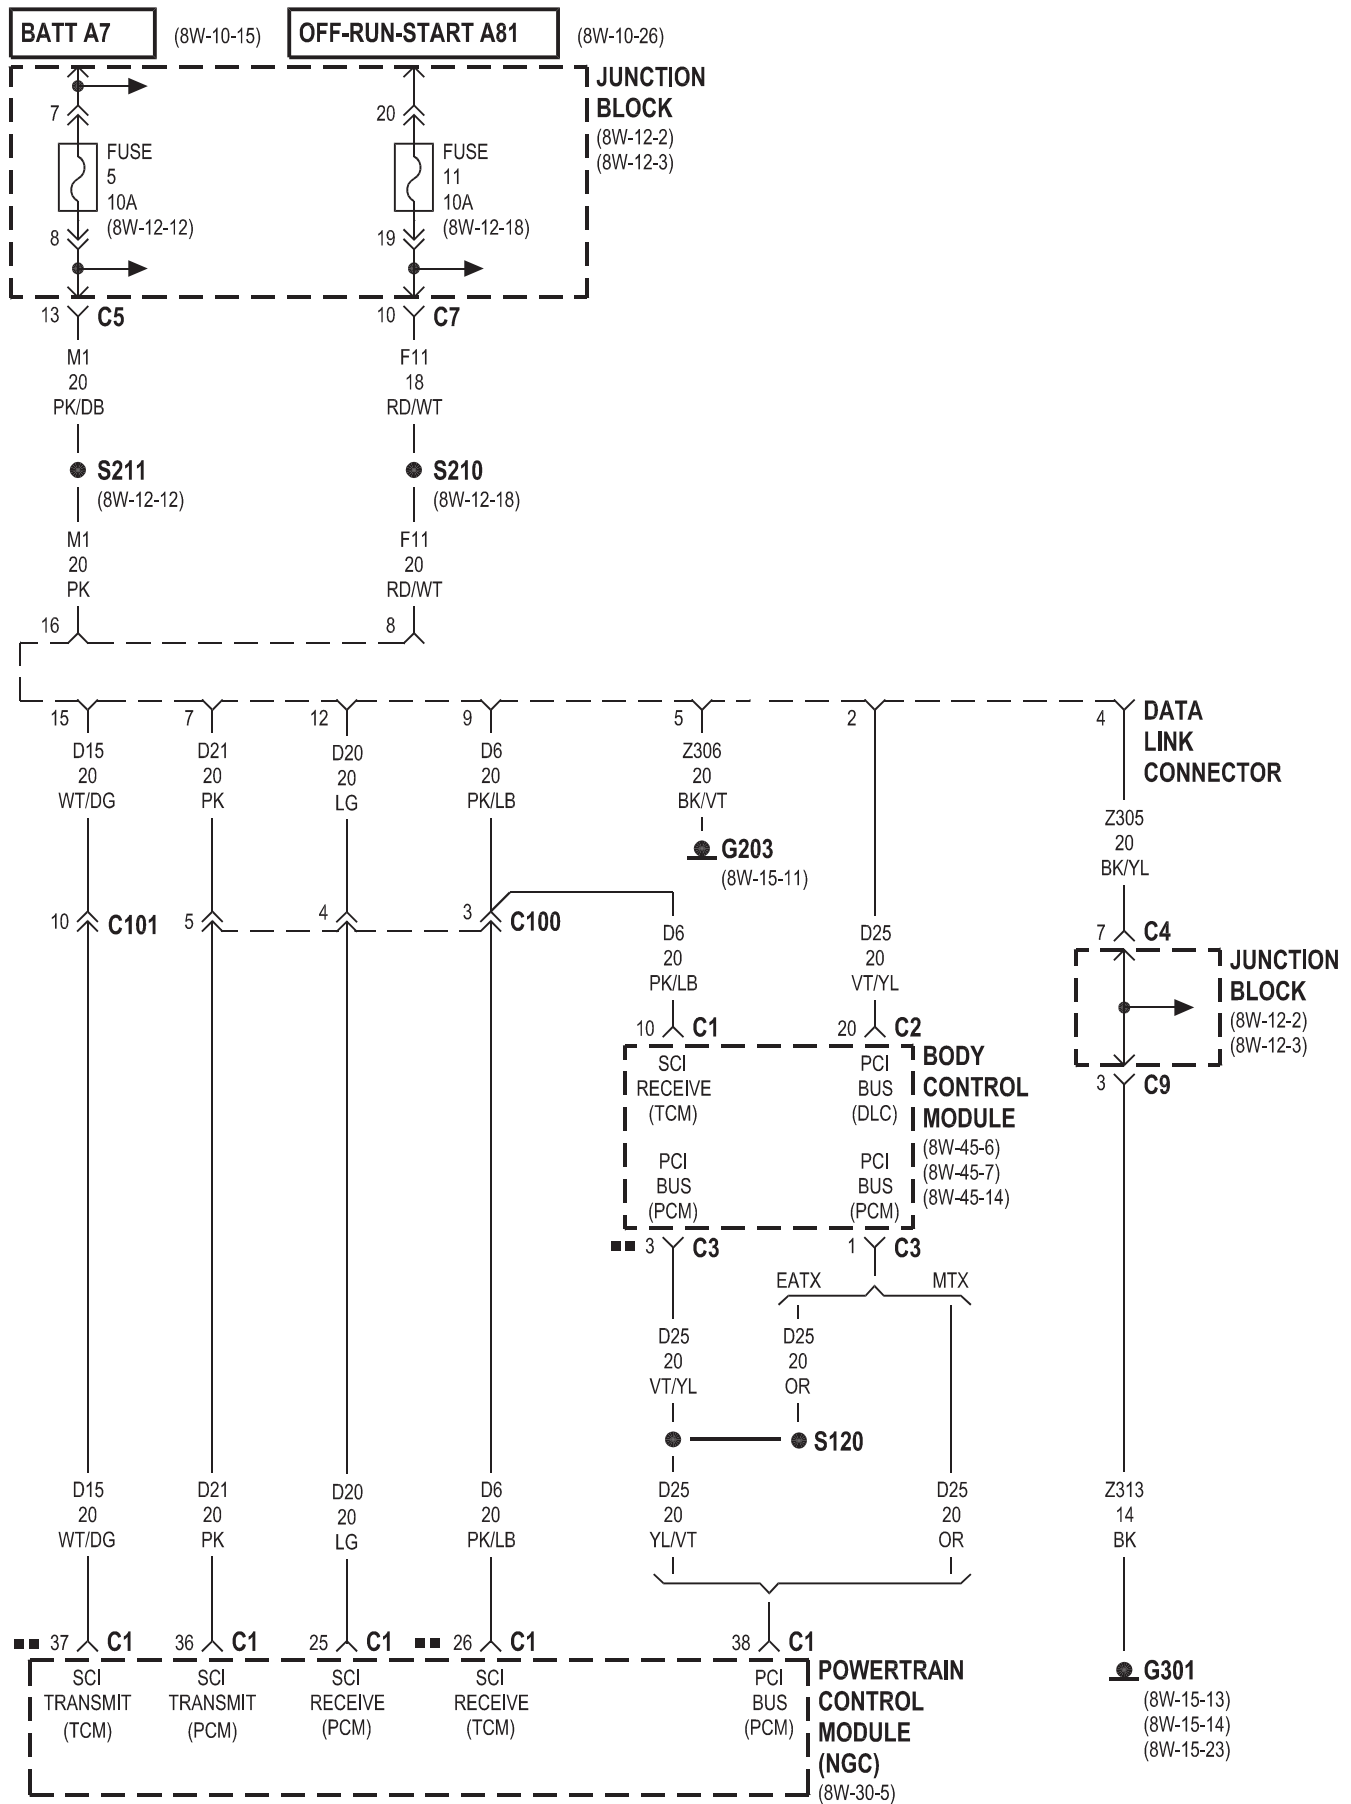 BATT A7
(8W-10-15)
OFF-RUN-START A81
(8W-10-26)
JUNCTION
BLOCK
(8W-12-2)
(8W-12-3)
7
FUSE
5
10A
(8W-12-12)
8
20
FUSE
11
10A
(8W-12-18)
19
13
C5
10
C7
M1
20
PK/DB
F11
18
RD/WT
S211
(8W-12-12)
S210
(8W-12-18)
M1
20
PK
F11
20
RD/WT
16
8
15
7
12
9
5
2
4
DATA
LINK
CONNECTOR
D15
20
WT/DG
D21
20
PK
D20
20
LG
D6
20
PK/LB
Z306
20
BK/VT
G203
(8W-15-11)
Z305
20
BK/YL
10
C101
5
4
3
C100
D6
20
PK/LB
D25
20
VT/YL
7
C4
JUNCTION
BLOCK
(8W-12-2)
(8W-12-3)
3
C9
10
C1
20
C2
SCI
RECEIVE
(TCM)
PCI
BUS
(DLC)
BODY
CONTROL
MODULE
(8W-45-6)
(8W-45-7)
(8W-45-14)
PCI
BUS
(PCM)
PCI
BUS
(PCM)
3
C3
1
C3
EATX
MTX
D25
20
VT/YL
D25
20
OR
S120
D15
20
WT/DG
D21
20
PK
D20
20
LG
D6
20
PK/LB
D25
20
YL/VT
D25
20
OR
Z313
14
BK
37
C1
36
C1
25
C1
26
C1
38
C1
SCI
TRANSMIT
(TCM)
SCI
TRANSMIT
(PCM)
SCI
RECEIVE
(PCM)
SCI
RECEIVE
(TCM)
PCI
BUS
(PCM)
POWERTRAIN
CONTROL
MODULE
(NGC)
(8W-30-5)
G301
(8W-15-13)
(8W-15-14)
(8W-15-23)